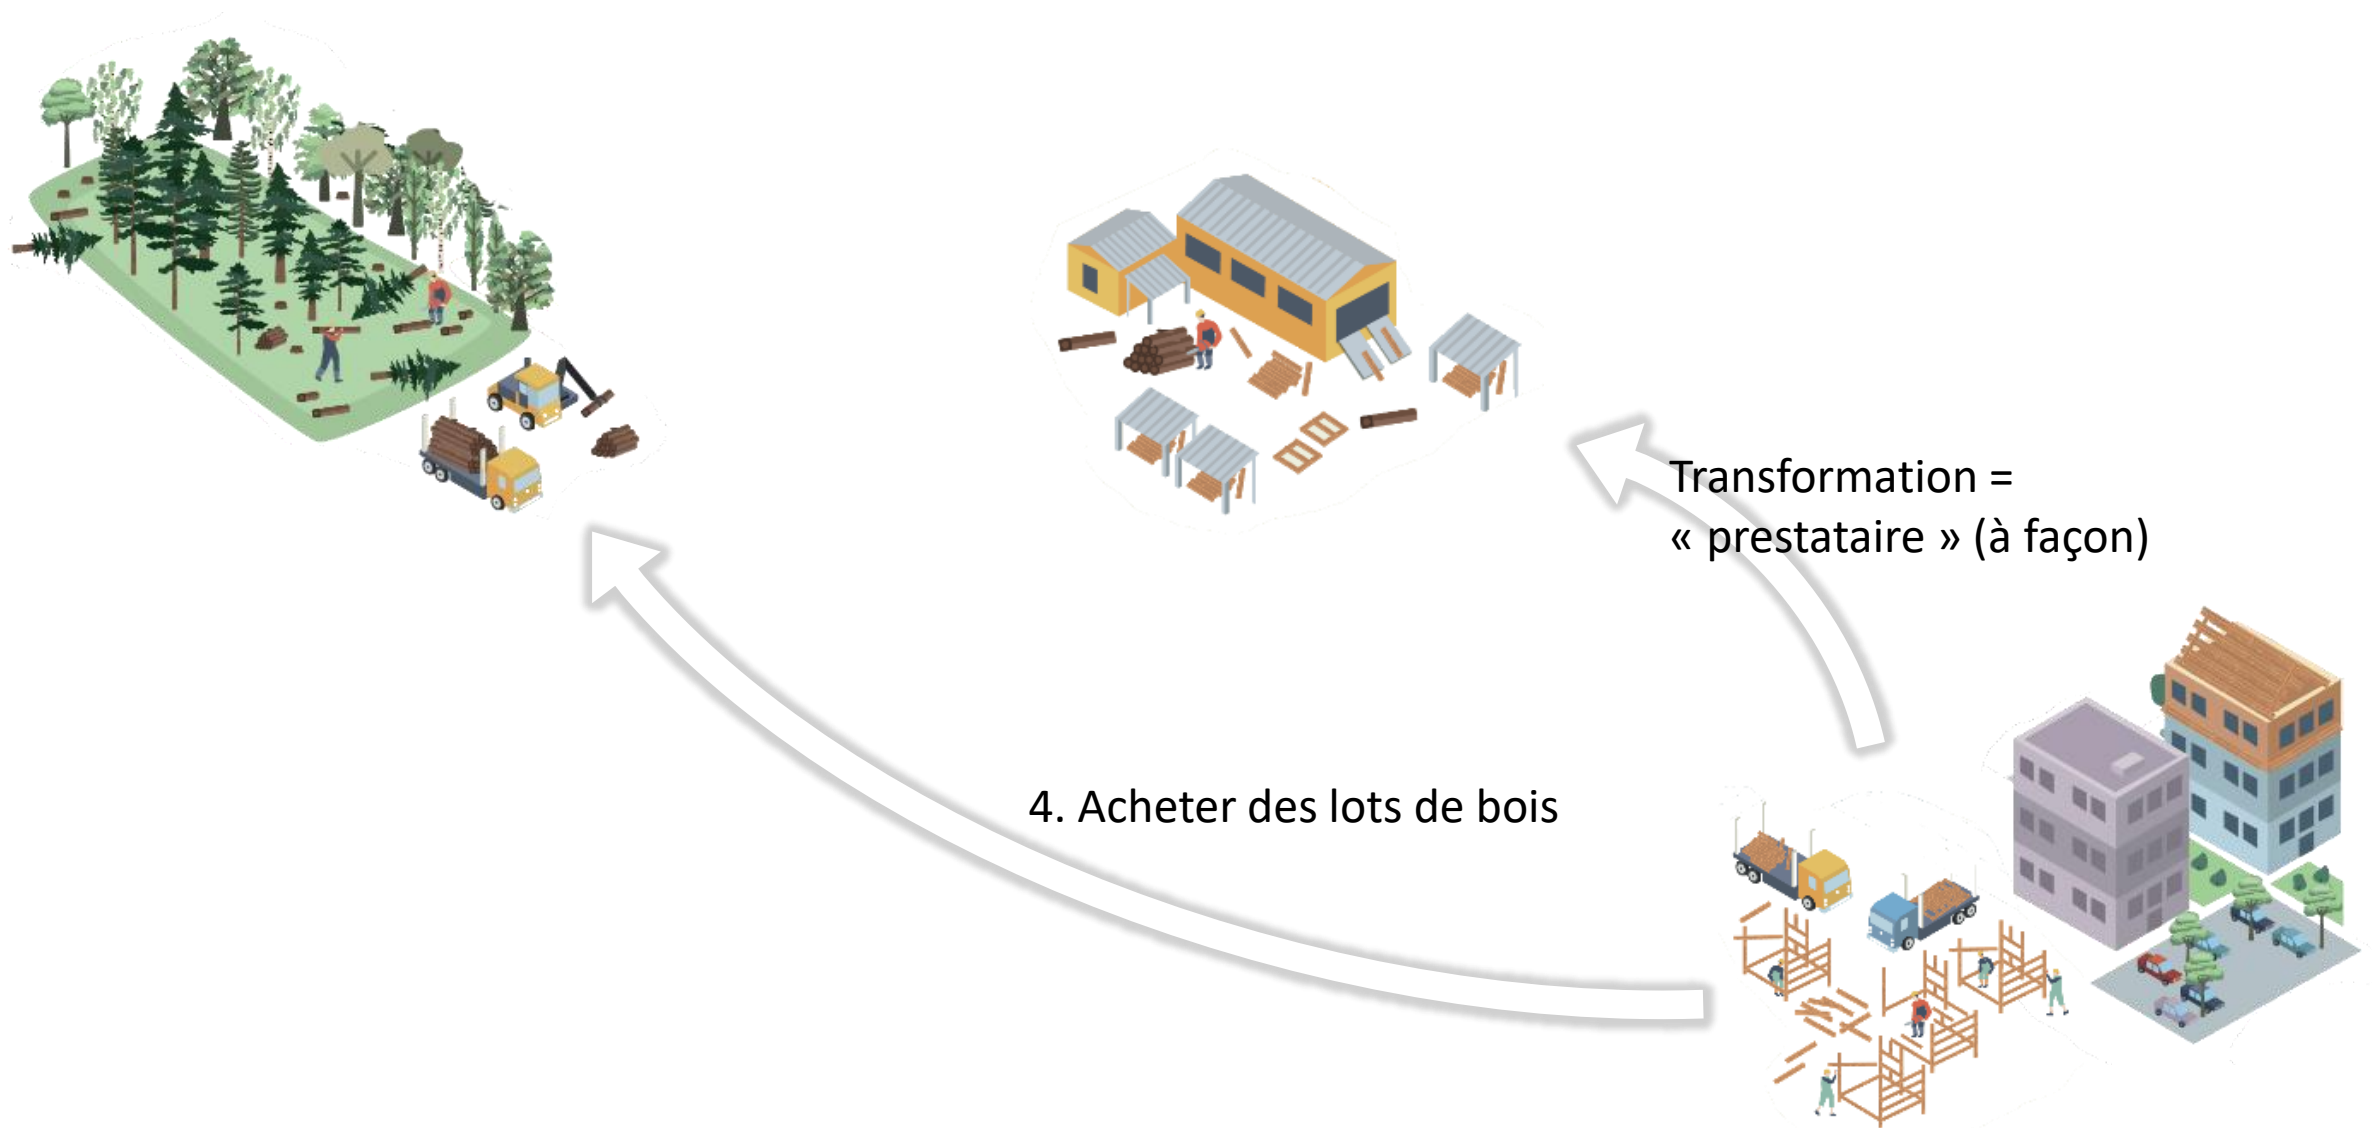 Transformation =
« prestataire » (à façon)
4. Acheter des lots de bois